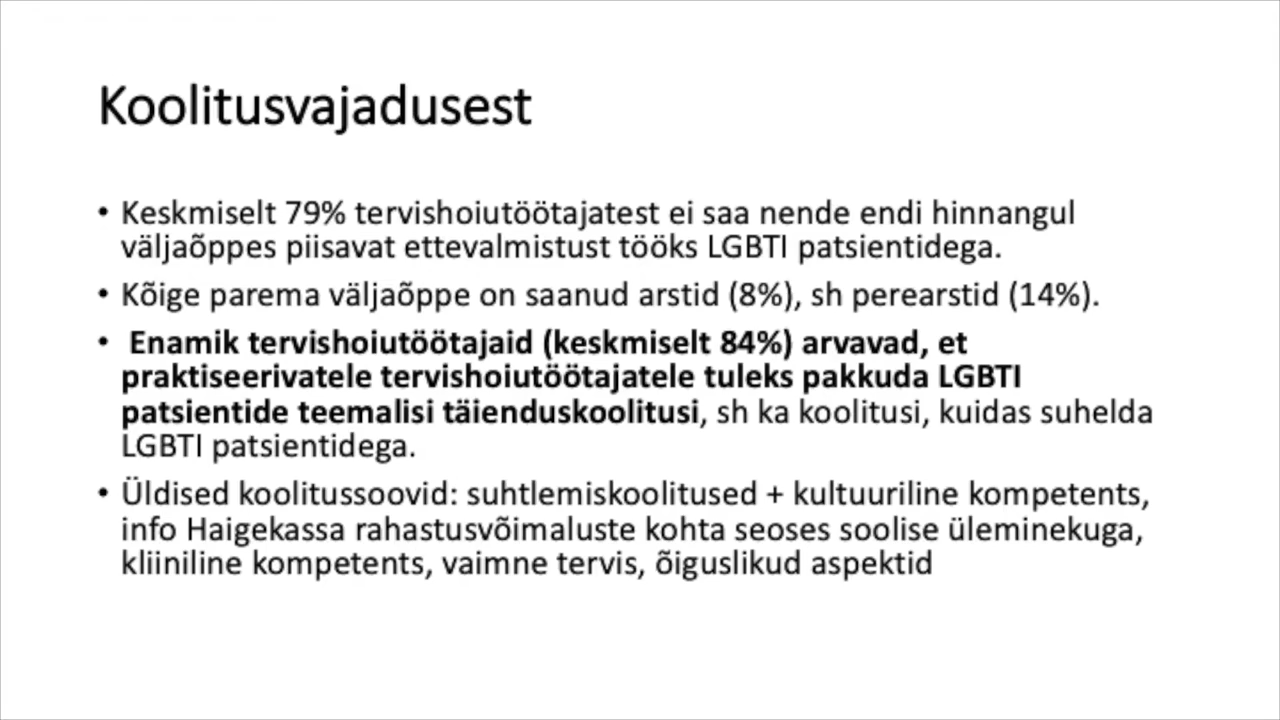 Koolitusvajadusest
• Keskmiselt 79% tervishoiutöötajatest ei saa nende endi hinnangul
väljaõppes piisavat ettevalmistust tööks LGBTI patsientidega.
• Kõige parema väljaõppe on saanud arstid (8%), sh perearstid (14%).
• Enamik tervishoiutöötajaid (keskmiselt 84%) arvavad, et
praktiseerivatele tervishoiutöötajatele tuleks pakkuda LGBTI
patsientide teemalisi täienduskoolitusi, sh ka koolitusi, kuidas suhelda
LGBTI patsientidega.
• Üldised koolitussoovid: suhtlemiskoolitused + kultuuriline kompetents,
info Haigekassa rahastusvõimaluste kohta seoses soolise üleminekuga,
kliiniline kompetents, vaimne tervis, õiguslikud aspektid